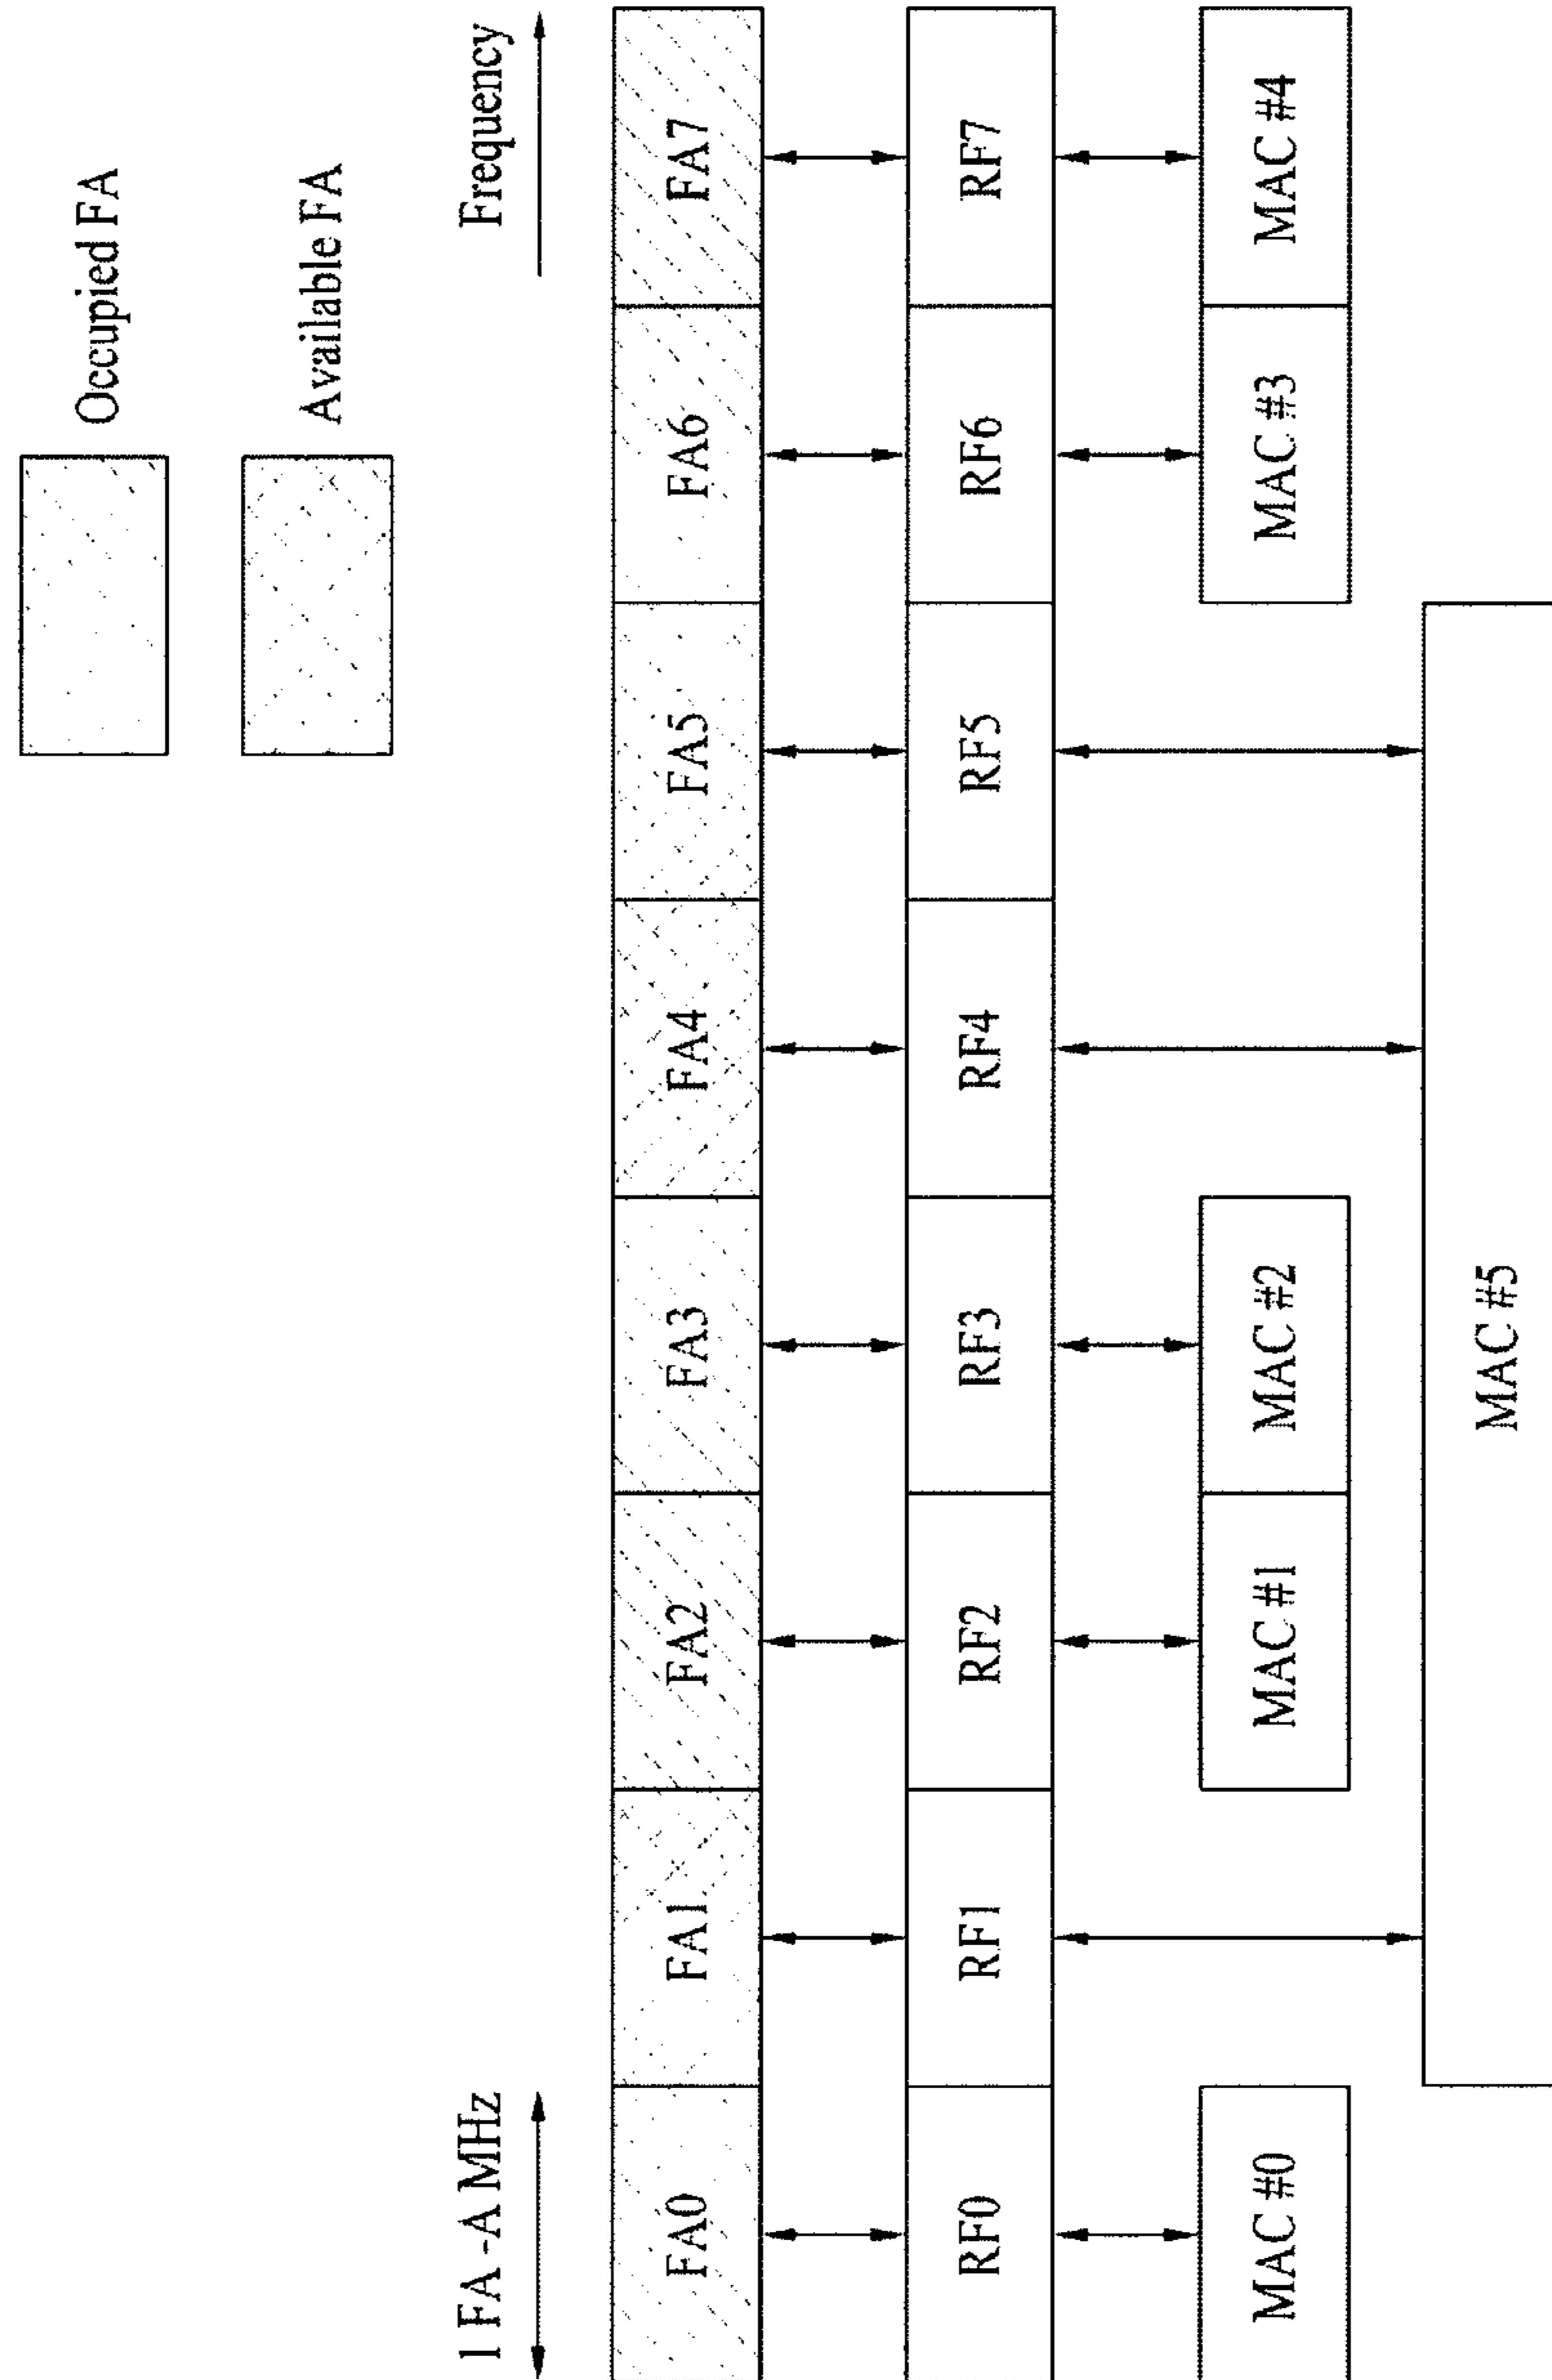 Occupied FA
Available FA
1 FA -A MHz
Frequency
FA0 FA1 FA2 FA3 FA4 FA5 FA6 FA7
RF0 RF1 RF2 RF3 RF4 RF5 RF6 RF7
MAC #0 MAC #1 MAC #2 MAC #3 MAC #4
MAC #5